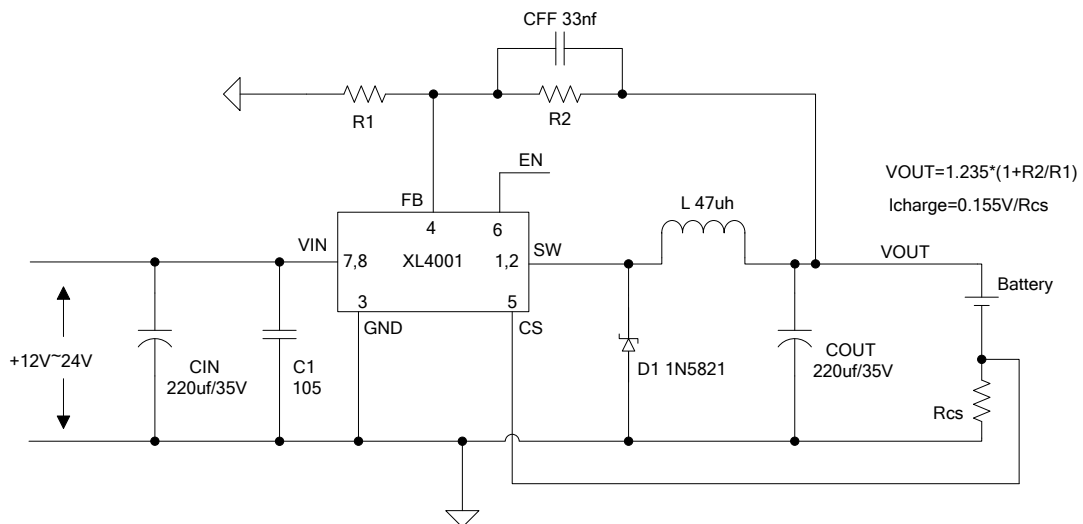 CFF 33nf
R1
R2
EN
VOUT=1.235*(1+R2/R1)
Icharge=0.155V/Rcs
FB
L 47uh
4
6
VIN
SW
VOUT
7,8
XL4001
1,2
Battery
3
5
GND
CS
+12V~24V
CIN
220uf/35V
C1
105
D1 1N5821
COUT
220uf/35V
Rcs